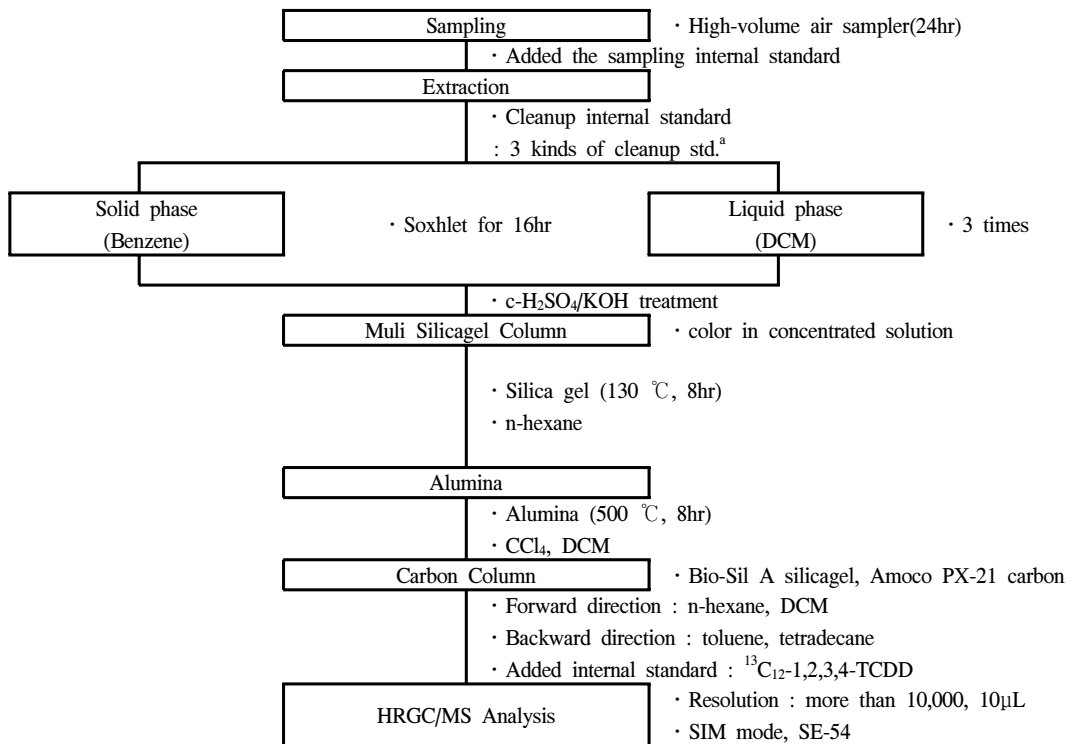 Sampling
· High-volume air sampler(24hr)
· Added the sampling internal standard
Extraction
· Cleanup internal standard
: 3 kinds of cleanup std.ᵃ
Solid phase
(Benzene)
· Soxhlet for 16hr
Liquid phase
(DCM)
· 3 times
· c-H₂SO₄/KOH treatment
Muli Silicagel Column
· color in concentrated solution
· Silica gel (130 ℃, 8hr)
· n-hexane
Alumina
· Alumina (500 ℃, 8hr)
· CCl₄, DCM
Carbon Column
· Bio-Sil A silicagel, Amoco PX-21 carbon
· Forward direction : n-hexane, DCM
· Backward direction : toluene, tetradecane
· Added internal standard : ¹³C₁₂-1,2,3,4-TCDD
HRGC/MS Analysis
· Resolution : more than 10,000, 10µL
· SIM mode, SE-54